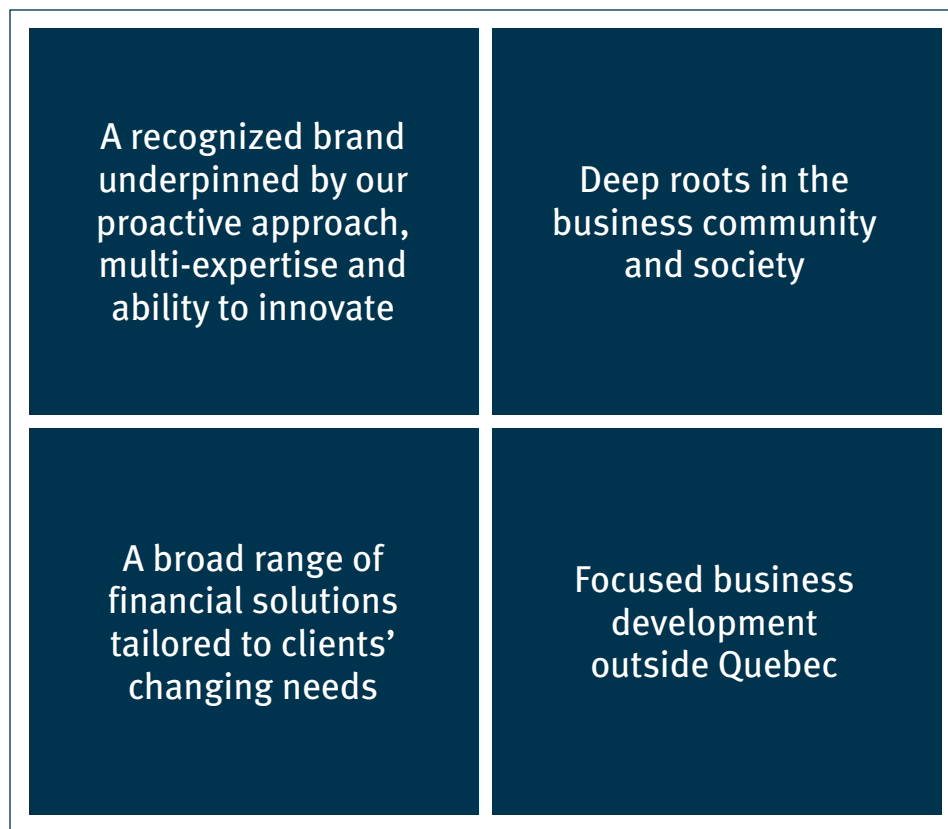 A recognized brand
underpinned by our
proactive approach,
multi-expertise and
ability to innovate
Deep roots in the
business community
and society
A broad range of
financial solutions
tailored to clients’
changing needs
Focused business
development
outside Quebec